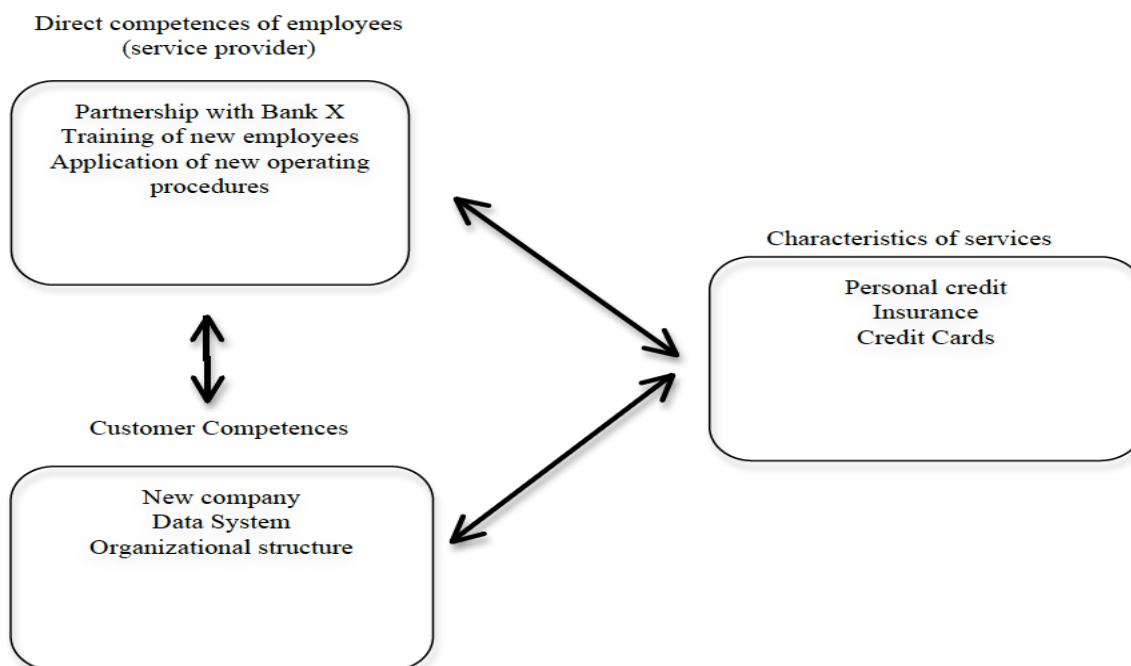 Direct competences of employees
(service provider)
Partnership with Bank X
Training of new employees
Application of new operating
procedures
Characteristics of services
Personal credit
Insurance
Credit Cards
Customer Competences
New company
Data System
Organizational structure